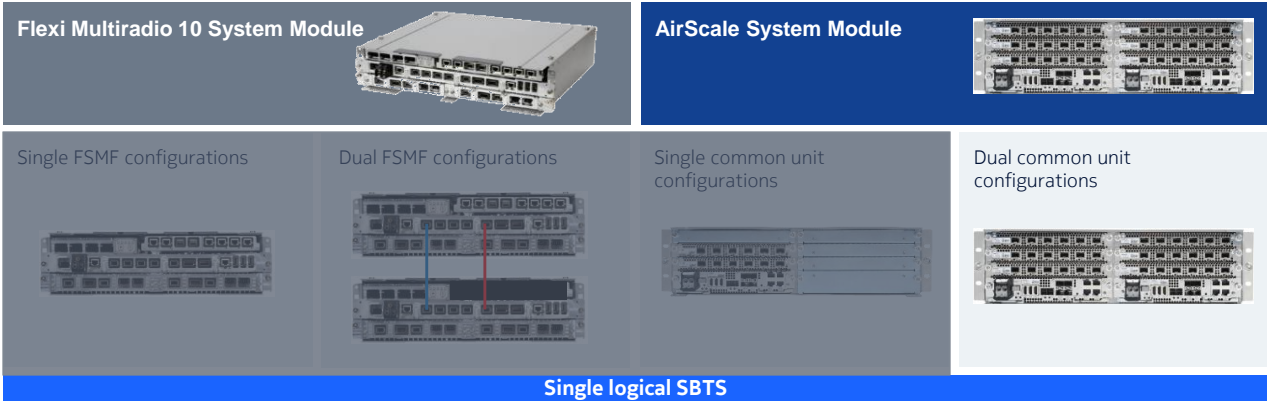 Flexi Multiradio 10 System Module
AirScale System Module
Single FSMF configurations
Dual FSMF configurations
Single common unit
configurations
Dual common unit
configurations
Single logical SBTS